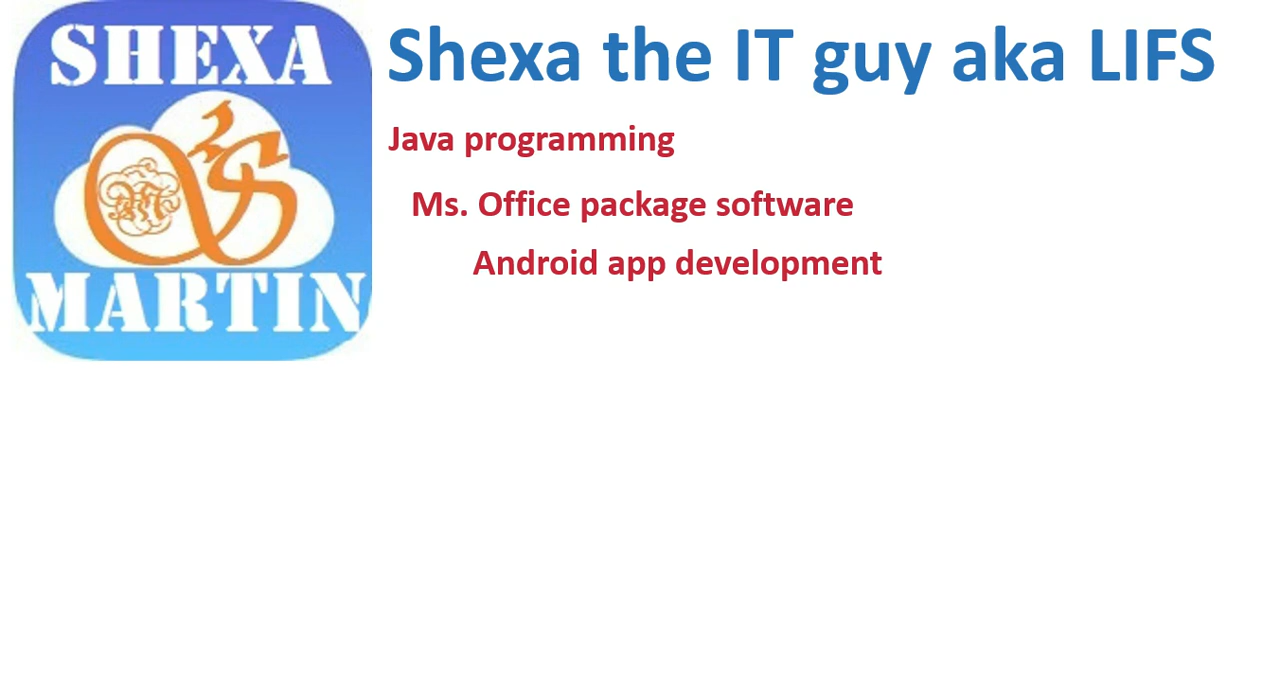 SHEXA
MARTIN
Shexa the IT guy aka LIFS
Java programming
Ms. Office package software
Android app development